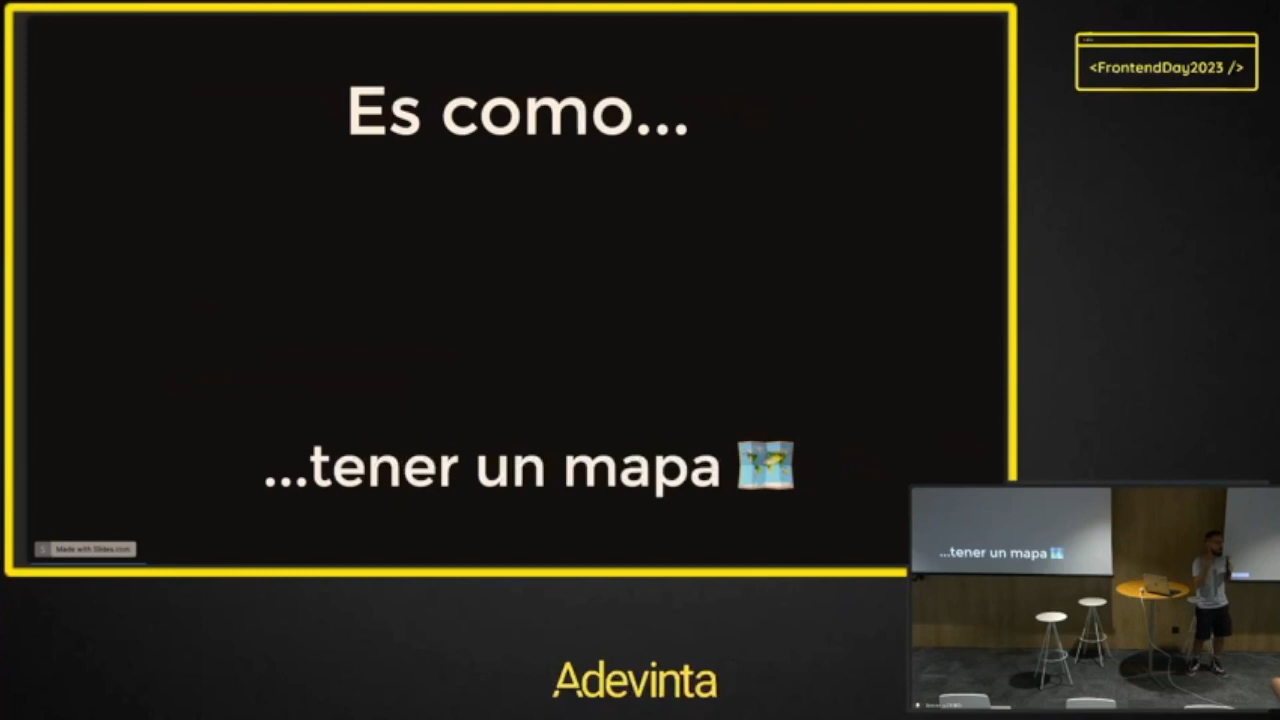 Es como...
...tener un mapa
Made with Slides.com
<FrontendDay2023 />
...tener un mapa
Adevinta